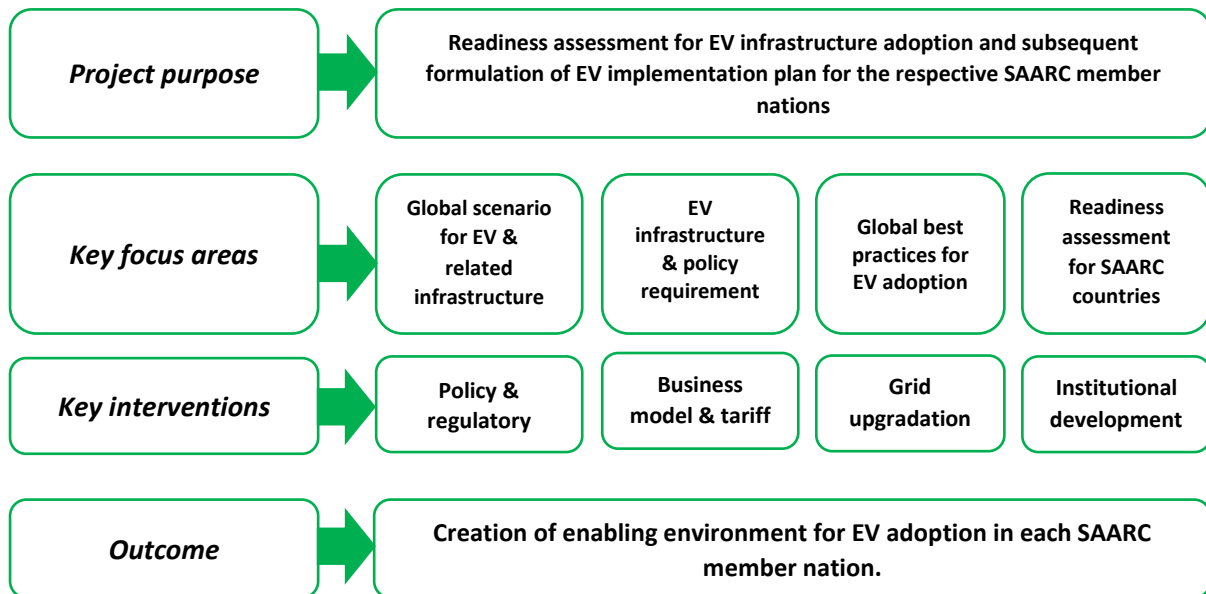 Project purpose
Readiness assessment for EV infrastructure adoption and subsequent
formulation of EV implementation plan for the respective SAARC member
nations
Key focus areas
Global scenario
for EV &
related
infrastructure
EV
infrastructure
& policy
requirement
Global best
practices for
EV adoption
Readiness
assessment
for SAARC
countries
Key interventions
Policy &
regulatory
Business
model & tariff
Grid
upgradation
Institutional
development
Outcome
Creation of enabling environment for EV adoption in each SAARC
member nation.